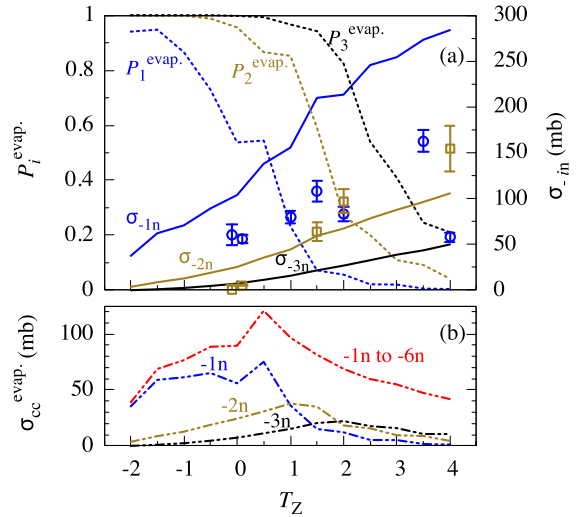 1
0.8
0.6
0.4
0.2
0
P_i^evap.
300
250
200
150
100
50
0
σ_-in (mb)
(a)
P_1^evap.
P_2^evap.
P_3^evap.
σ_-1n
σ_-2n
σ_-3n
100
50
0
σ_cc^evap. (mb)
(b)
-1n to -6n
-1n
-2n
-3n
-2 -1 0 1 2 3 4
T_Z